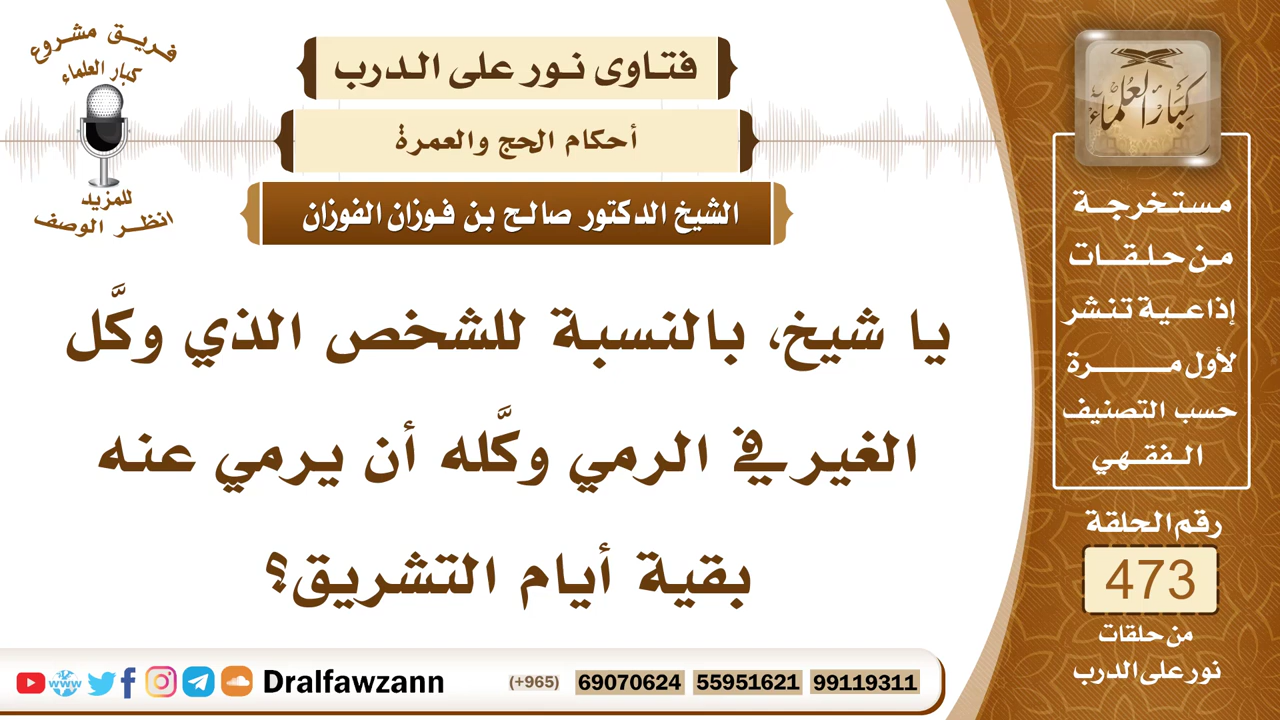 فريق مشروع
كبار العلماء
للمزيد
انظر الوصف
فتاوى نور على الدرب
أحكام الحج والعمرة
الشيخ الدكتور صالح بن فوزان الفوزان
يا شيخ، بالنسبة للشخص الذي وكَّل
الغير في الرمي وكَّله أن يرمي عنه
بقية أيام التشريق؟
كبار العلماء
مستخرجة
من حلقات
إذاعية تنشر
لأول مرة
حسب التصنيف
الفقهي
رقم الحلقة
473
من حلقات
نور على الدرب
www
Dralfawzann
(+965) 69070624 55951621 99119311